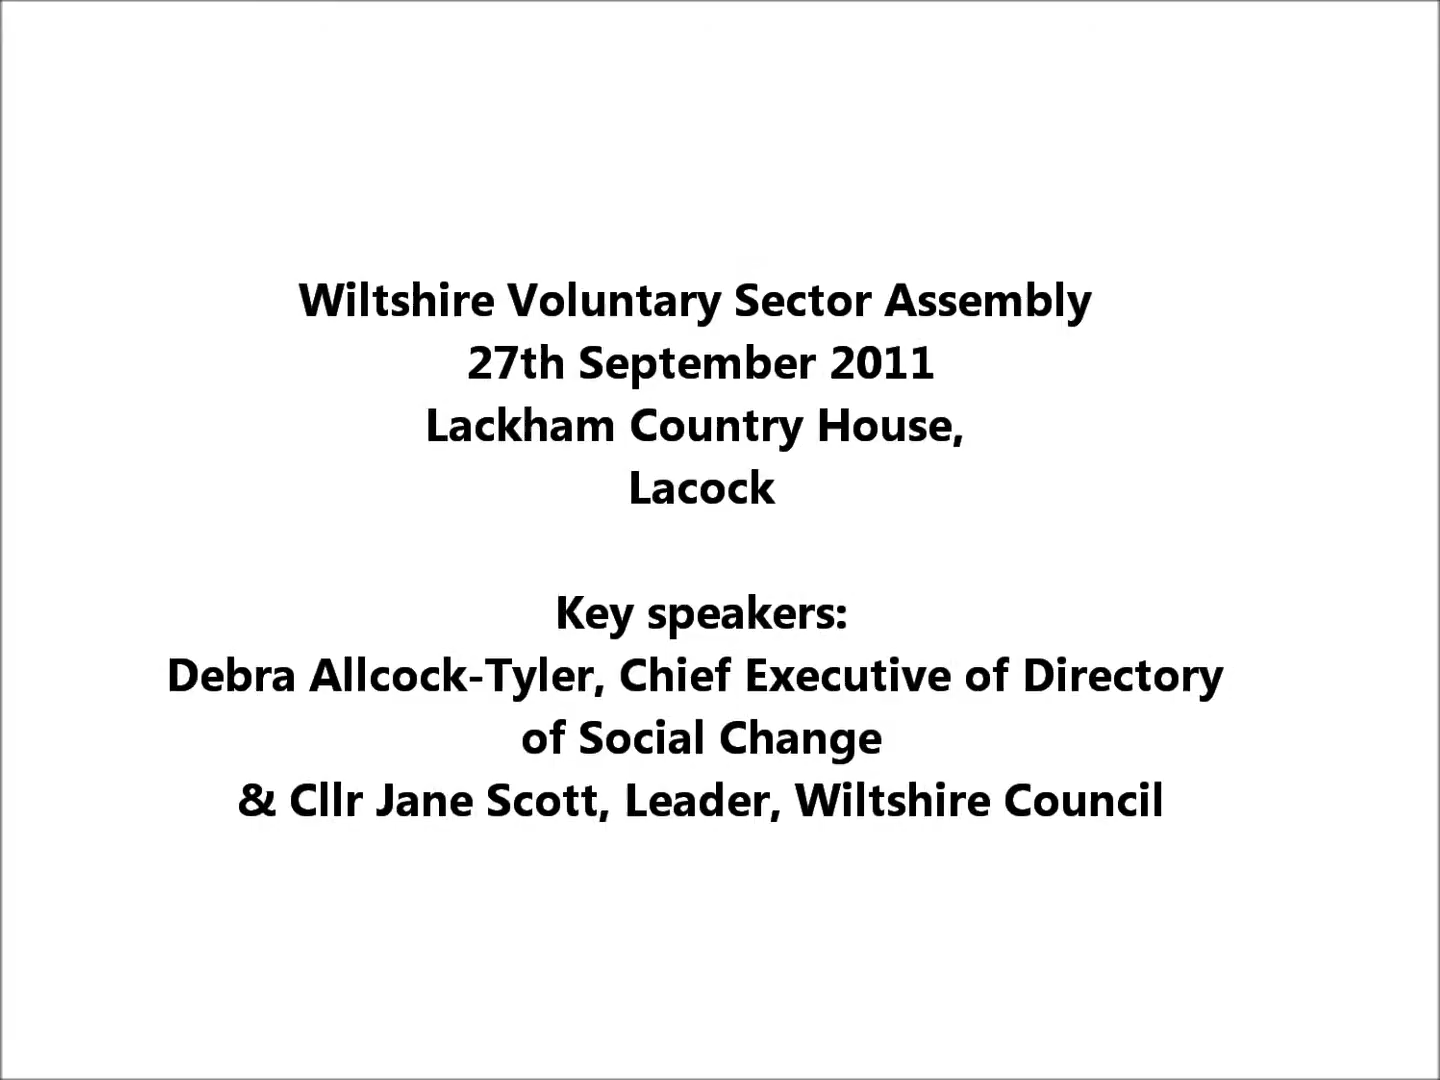 Wiltshire Voluntary Sector Assembly
27th September 2011
Lackham Country House,
Lacock
Key speakers:
Debra Allcock-Tyler, Chief Executive of Directory
of Social Change
& Cllr Jane Scott, Leader, Wiltshire Council